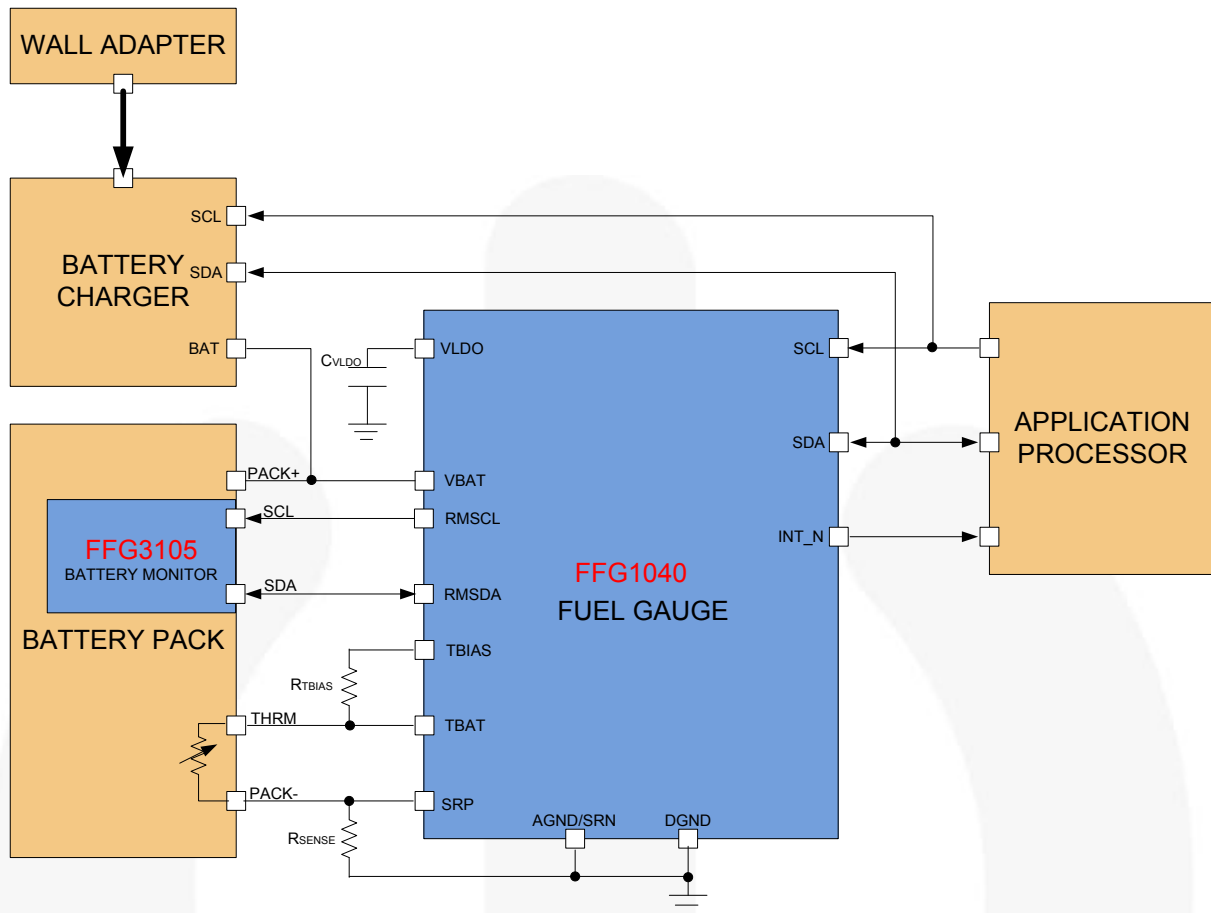 WALL ADAPTER
SCL
SDA
BATTERY
CHARGER
BAT
CVLDO
VLDO
SCL
SDA
APPLICATION
PROCESSOR
PACK+
VBAT
SCL
RMSCL
FFG3105
BATTERY MONITOR
INT_N
FFG1040
FUEL GAUGE
SDA
RMSDA
BATTERY PACK
TBIAS
RTBIAS
THRM
TBAT
PACK-
SRP
RSENSE
AGND/SRN
DGND